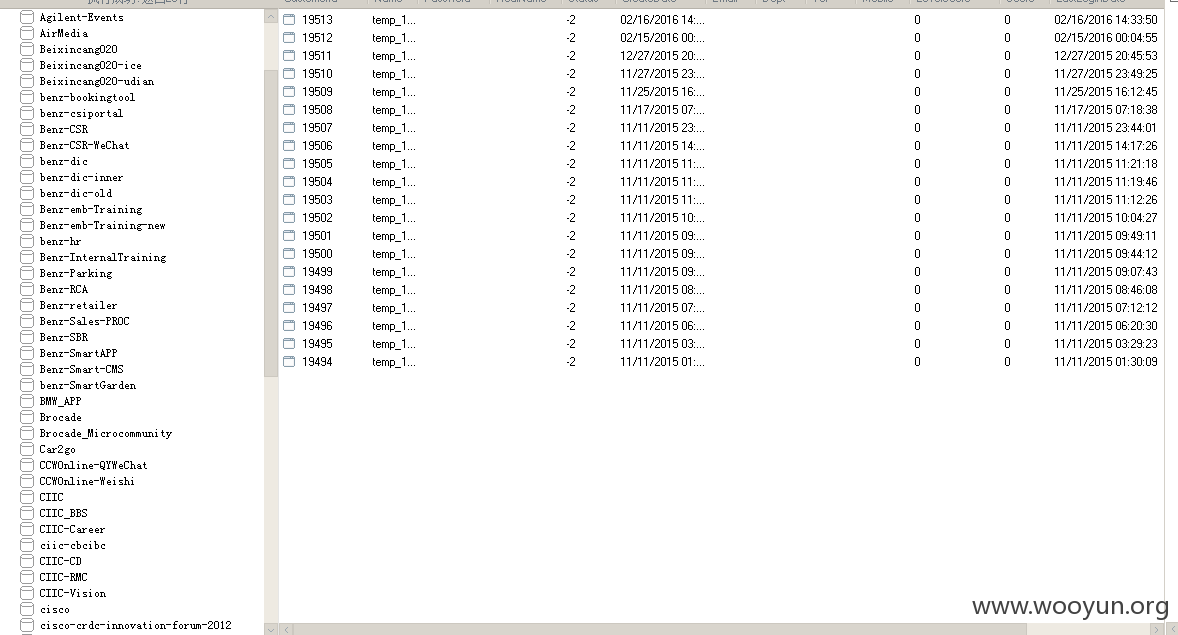 Agilent-Events
AirMedia
BeixincangO2O
BeixincangO2O-ice
BeixincangO2O-udian
benz-bookingtool
benz-csiportal
Benz-CSR
Benz-CSR-WeChat
benz-dic
benz-dic-inner
benz-dic-old
Benz-emb-Training
Benz-emb-Training-new
benz-hr
Benz-InternalTraining
Benz-Parking
Benz-RCA
Benz-retailer
Benz-Sales-PROC
Benz-SBR
Benz-SmartAPP
Benz-Smart-CMS
benz-SmartGarden
BMW_APP
Brocade
Brocade_Microcommunity
Car2go
CCWOnline-QYWeChat
CCWOnline-Weishi
CIIC
CIIC_BBS
CIIC-Career
ciic-cbcibc
CIIC-CD
CIIC-RMC
CIIC-Vision
cisco
cisco-crdc-innovation-forum-2012
19513 temp_1... -2 02/16/2016 14:... 0 0 02/16/2016 14:33:50
19512 temp_1... -2 02/15/2016 00:... 0 0 02/15/2016 00:04:55
19511 temp_1... -2 12/27/2015 20:... 0 0 12/27/2015 20:45:53
19510 temp_1... -2 11/27/2015 23:... 0 0 11/27/2015 23:49:25
19509 temp_1... -2 11/25/2015 16:... 0 0 11/25/2015 16:12:45
19508 temp_1... -2 11/17/2015 07:... 0 0 11/17/2015 07:18:38
19507 temp_1... -2 11/11/2015 23:... 0 0 11/11/2015 23:44:01
19506 temp_1... -2 11/11/2015 14:... 0 0 11/11/2015 14:17:26
19505 temp_1... -2 11/11/2015 11:... 0 0 11/11/2015 11:21:18
19504 temp_1... -2 11/11/2015 11:... 0 0 11/11/2015 11:19:46
19503 temp_1... -2 11/11/2015 11:... 0 0 11/11/2015 11:12:26
19502 temp_1... -2 11/11/2015 10:... 0 0 11/11/2015 10:04:27
19501 temp_1... -2 11/11/2015 09:... 0 0 11/11/2015 09:49:11
19500 temp_1... -2 11/11/2015 09:... 0 0 11/11/2015 09:44:12
19499 temp_1... -2 11/11/2015 09:... 0 0 11/11/2015 09:07:43
19498 temp_1... -2 11/11/2015 08:... 0 0 11/11/2015 08:46:08
19497 temp_1... -2 11/11/2015 07:... 0 0 11/11/2015 07:12:12
19496 temp_1... -2 11/11/2015 06:... 0 0 11/11/2015 06:20:30
19495 temp_1... -2 11/11/2015 03:... 0 0 11/11/2015 03:29:23
19494 temp_1... -2 11/11/2015 01:... 0 0 11/11/2015 01:30:09
www.wooyun.org